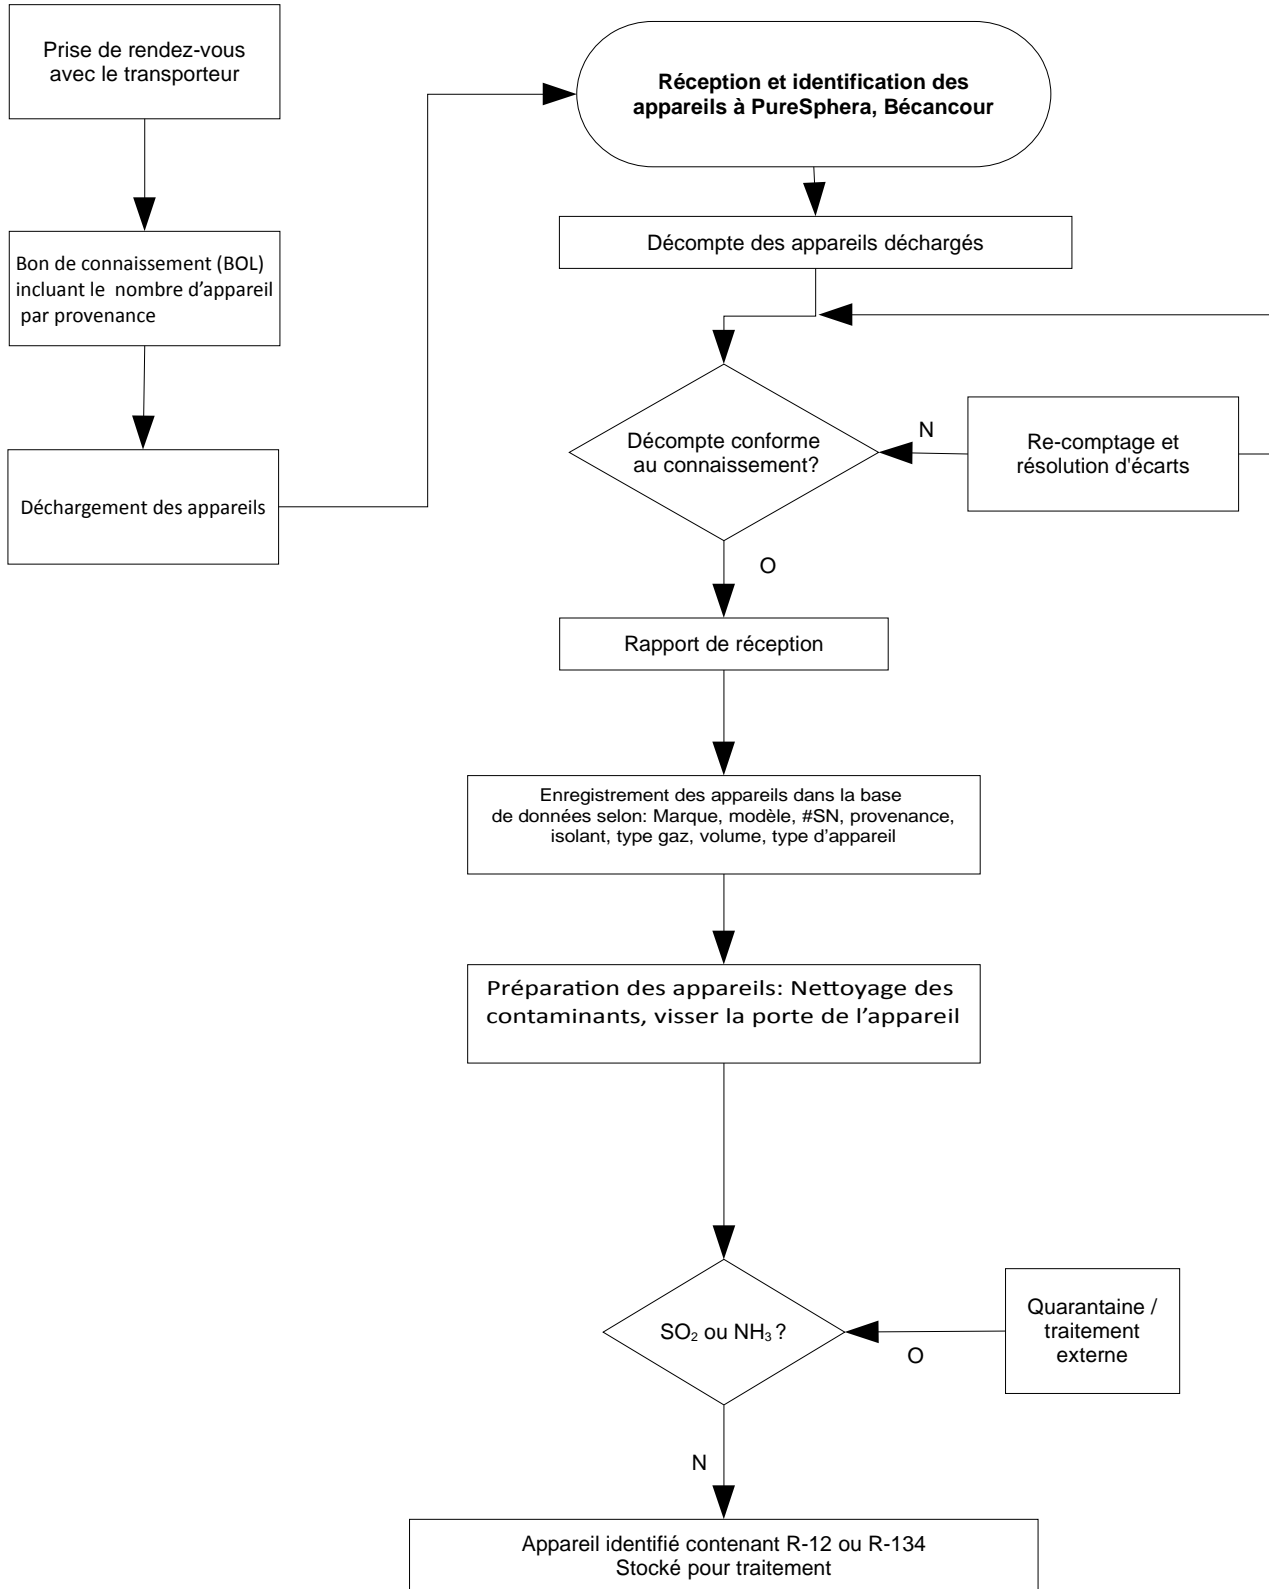 Prise de rendez-vous
avec le transporteur
Bon de connaissement (BOL)
incluant le nombre d’appareil
par provenance
Déchargement des appareils
Réception et identification des
appareils à PureSphera, Bécancour
Décompte des appareils déchargés
Décompte conforme
au connaissement?
N
Re-comptage et
résolution d'écarts
O
Rapport de réception
Enregistrement des appareils dans la base
de données selon: Marque, modèle, #SN, provenance,
isolant, type gaz, volume, type d’appareil
Préparation des appareils: Nettoyage des
contaminants, visser la porte de l’appareil
SO₂ ou NH₃ ?
O
Quarantaine /
traitement
externe
N
Appareil identifié contenant R-12 ou R-134
Stocké pour traitement